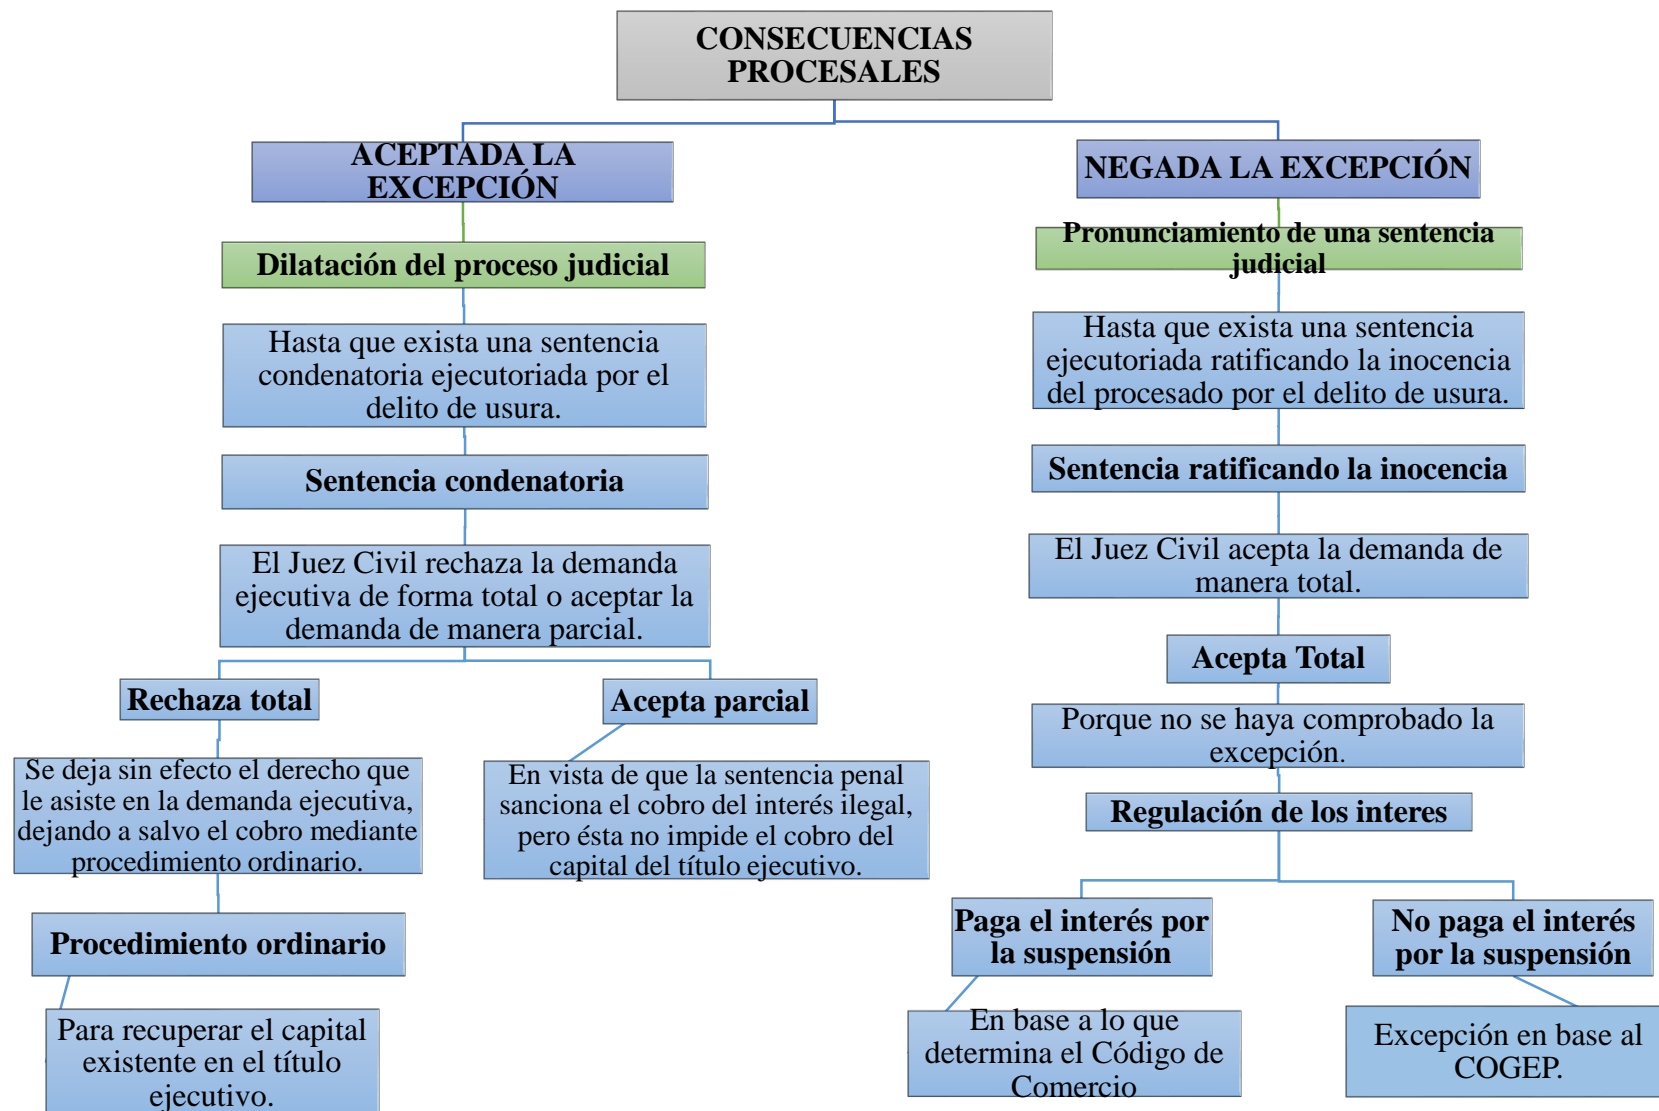 CONSECUENCIAS
PROCESALES
ACEPTADA LA
EXCEPCIÓN
Dilatación del proceso judicial
Hasta que exista una sentencia
condenatoria ejecutoriada por el
delito de usura.
Sentencia condenatoria
El Juez Civil rechaza la demanda
ejecutiva de forma total o aceptar la
demanda de manera parcial.
Rechaza total
Se deja sin efecto el derecho que
le asiste en la demanda ejecutiva,
dejando a salvo el cobro mediante
procedimiento ordinario.
Procedimiento ordinario
Para recuperar el capital
existente en el título
ejecutivo.
Acepta parcial
En vista de que la sentencia penal
sanciona el cobro del interés ilegal,
pero ésta no impide el cobro del
capital del título ejecutivo.
NEGADA LA EXCEPCIÓN
Pronunciamiento de una sentencia
judicial
Hasta que exista una sentencia
ejecutoriada ratificando la inocencia
del procesado por el delito de usura.
Sentencia ratificando la inocencia
El Juez Civil acepta la demanda de
manera total.
Acepta Total
Porque no se haya comprobado la
excepción.
Regulación de los interes
Paga el interés por
la suspensión
En base a lo que
determina el Código de
Comercio
No paga el interés
por la suspensión
Excepción en base al
COGEP.